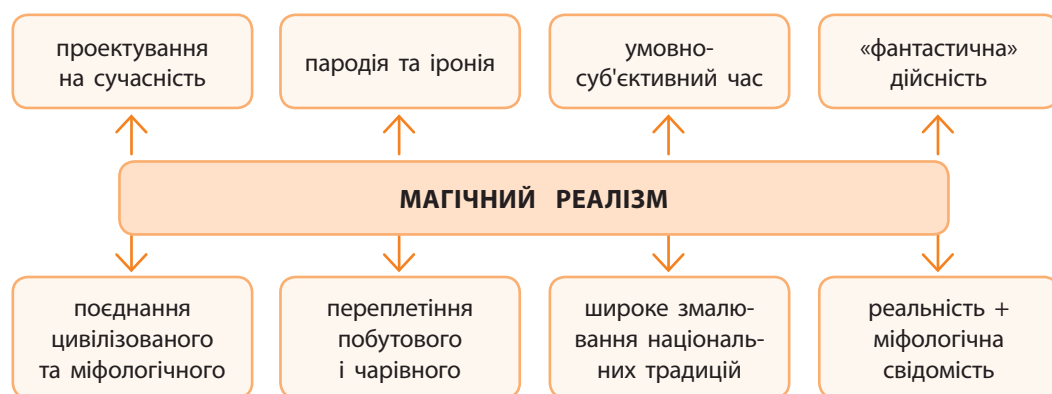 проектування
на сучасність
пародія та іронія
умовно-
суб'єктивний час
«фантастична»
дійсність
МАГІЧНИЙ РЕАЛІЗМ
поєднання
цивілізованого
та міфологічного
переплетіння
побутового
і чарівного
широке змалю-
вання національ-
них традицій
реальність +
міфологічна
свідомість